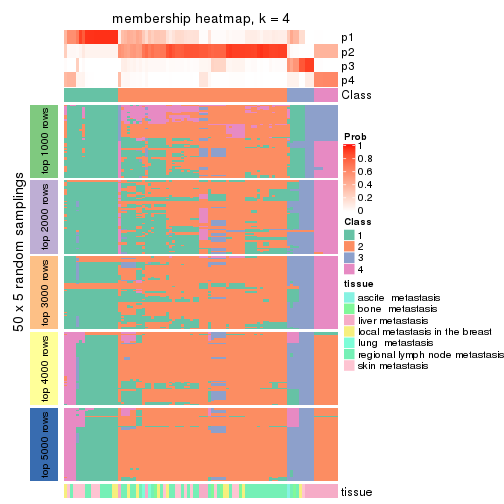 membership heatmap, k = 4
p1
p2
p3
p4
Class
50 x 5 random samplings
top 1000 rows
top 2000 rows
top 3000 rows
top 4000 rows
top 5000 rows
tissue
Prob
1
0.8
0.6
0.4
0.2
0
Class
1
2
3
4
tissue
ascite metastasis
bone metastasis
liver metastasis
local metastasis in the breast
lung metastasis
regional lymph node metastasis
skin metastasis